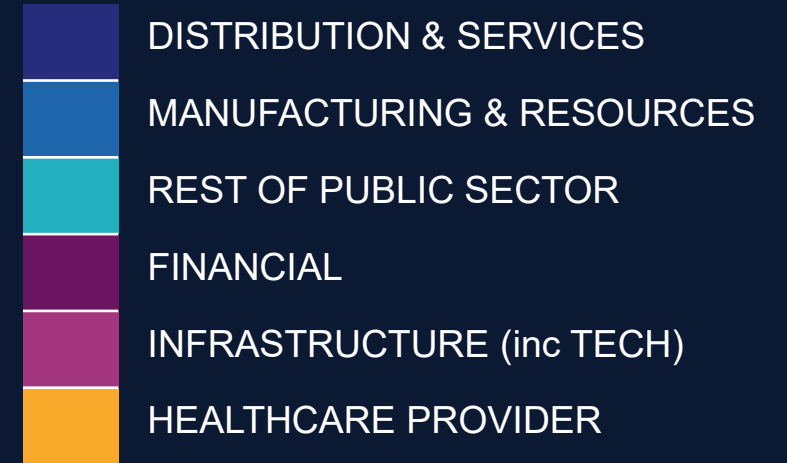 DISTRIBUTION & SERVICES
MANUFACTURING & RESOURCES
REST OF PUBLIC SECTOR
FINANCIAL
INFRASTRUCTURE (inc TECH)
HEALTHCARE PROVIDER